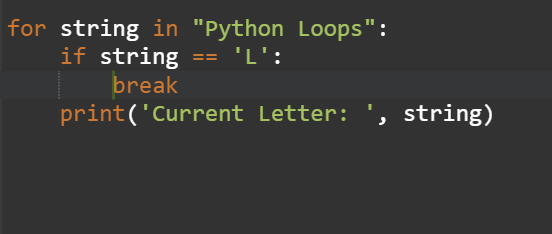 for string in "Python Loops":
    if string == 'L':
        break
    print('Current Letter: ', string)